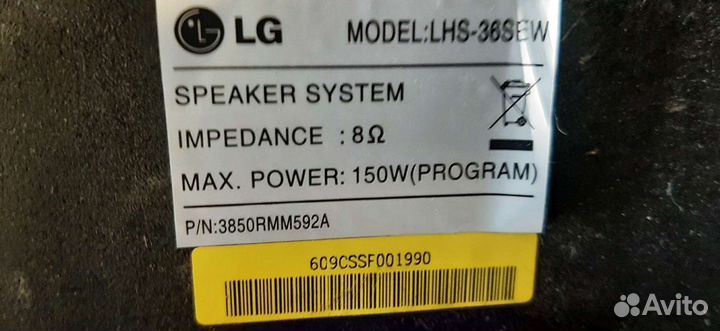 LG MODEL:LHS-36SEW
SPEAKER SYSTEM
IMPEDANCE : 8Ω
MAX. POWER: 150W(PROGRAM)
P/N:3850RMM592A
609CSSF001990
Avito